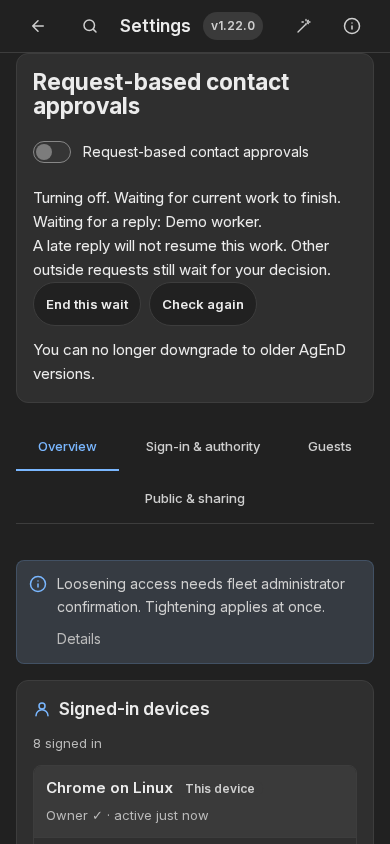 Settings v1.22.0
Request-based contact
approvals
Request-based contact approvals
Turning off. Waiting for current work to finish.
Waiting for a reply: Demo worker.
A late reply will not resume this work. Other
outside requests still wait for your decision.
End this wait Check again
You can no longer downgrade to older AgEnD
versions.
Overview Sign-in & authority Guests
Public & sharing
Loosening access needs fleet administrator
confirmation. Tightening applies at once.
Details
Signed-in devices
8 signed in
Chrome on Linux This device
Owner ✓ · active just now